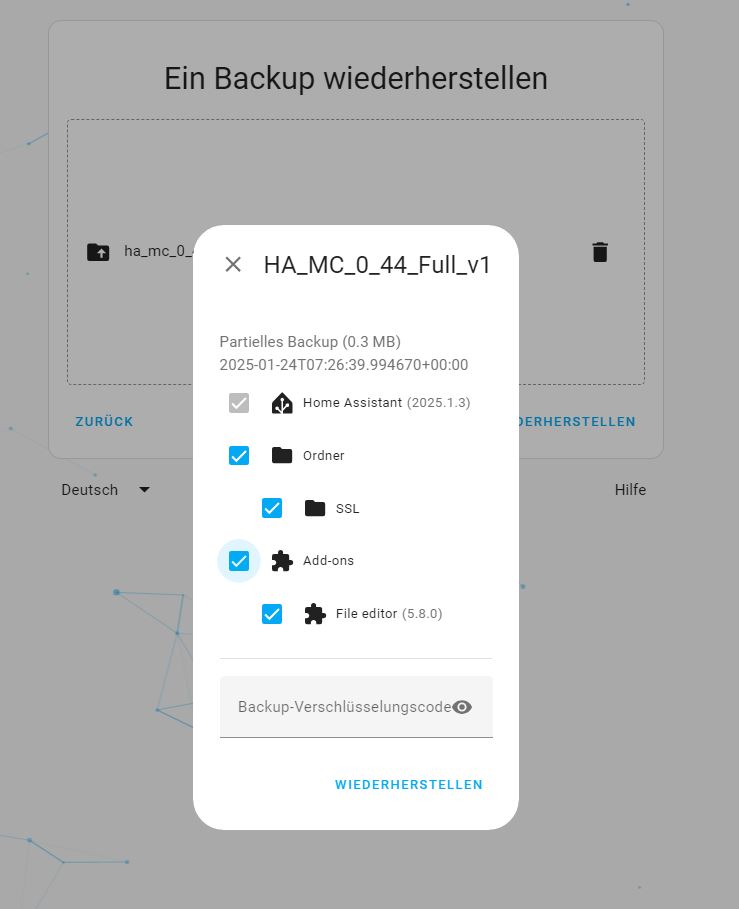 Ein Backup wiederherstellen
ha_mc_0_
HA_MC_0_44_Full_v1
Partielles Backup (0.3 MB)
2025-01-24T07:26:39.994670+00:00
Home Assistant (2025.1.3)
ZURÜCK
DERHERSTELLEN
Ordner
Deutsch
Hilfe
SSL
Add-ons
File editor (5.8.0)
Backup-Verschlüsselungscode
WIEDERHERSTELLEN